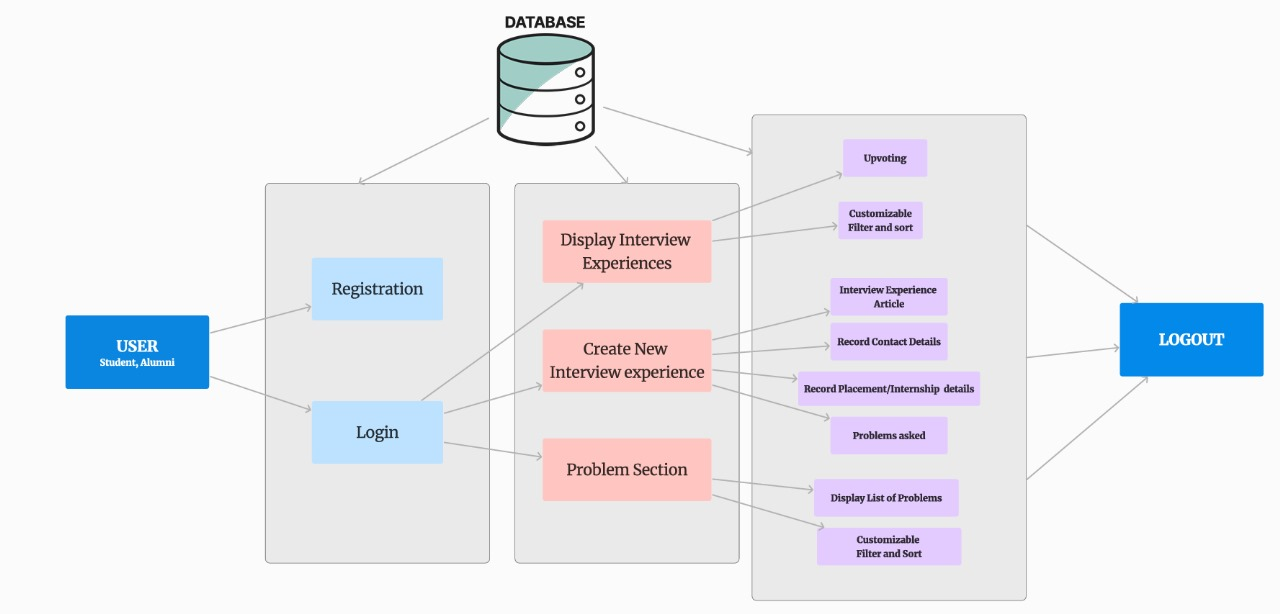 DATABASE
USER
Student, Alumni
Registration
Login
Display Interview
Experiences
Create New
Interview experience
Problem Section
Upvoting
Customizable
Filter and sort
Interview Experience
Article
Record Contact Details
Record Placement/Internship details
Problems asked
Display List of Problems
Customizable
Filter and Sort
LOGOUT